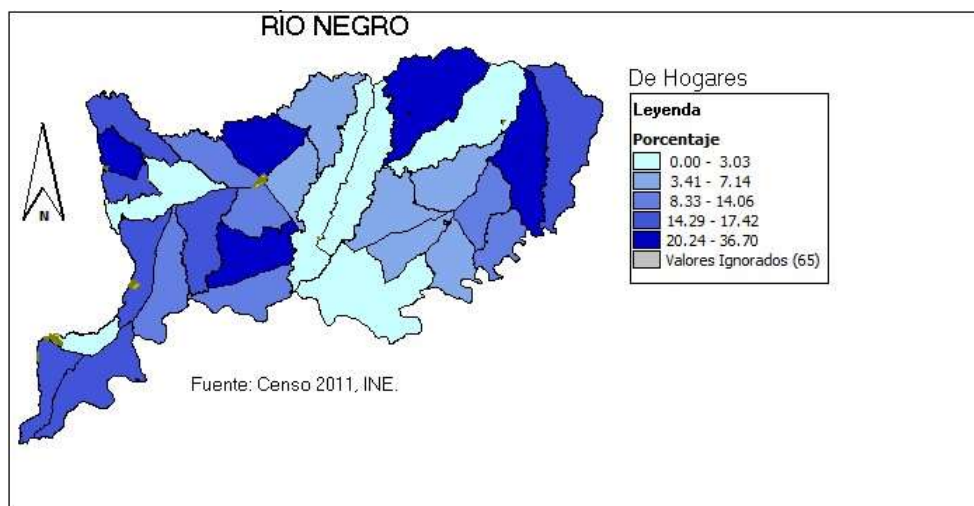 RÍO NEGRO
De Hogares
Leyenda
Porcentaje
0.00 - 3.03
3.41 - 7.14
8.33 - 14.06
14.29 - 17.42
20.24 - 36.70
Valores Ignorados (65)
N
Fuente: Censo 2011, INE.